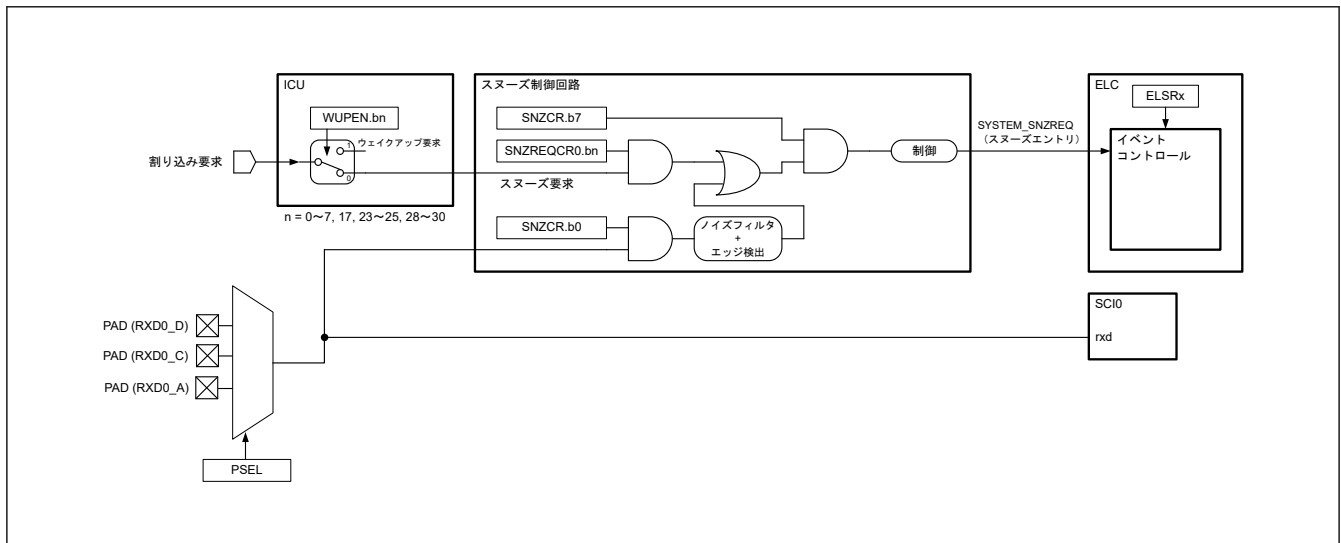 ICU
WUPEN.bn
1
ウェイクアップ要求
0
割り込み要求
n = 0～7, 17, 23～25, 28～30
スヌーズ制御回路
SNZCR.b7
SNZREQCR0.bn
スヌーズ要求
SNZCR.b0
ノイズフィルタ
+
エッジ検出
制御
SYSTEM_SNZREQ
（スヌーズエントリ）
ELC
ELSRx
イベント
コントロール
PAD (RXD0_D)
PAD (RXD0_C)
PAD (RXD0_A)
PSEL
SCI0
rxd